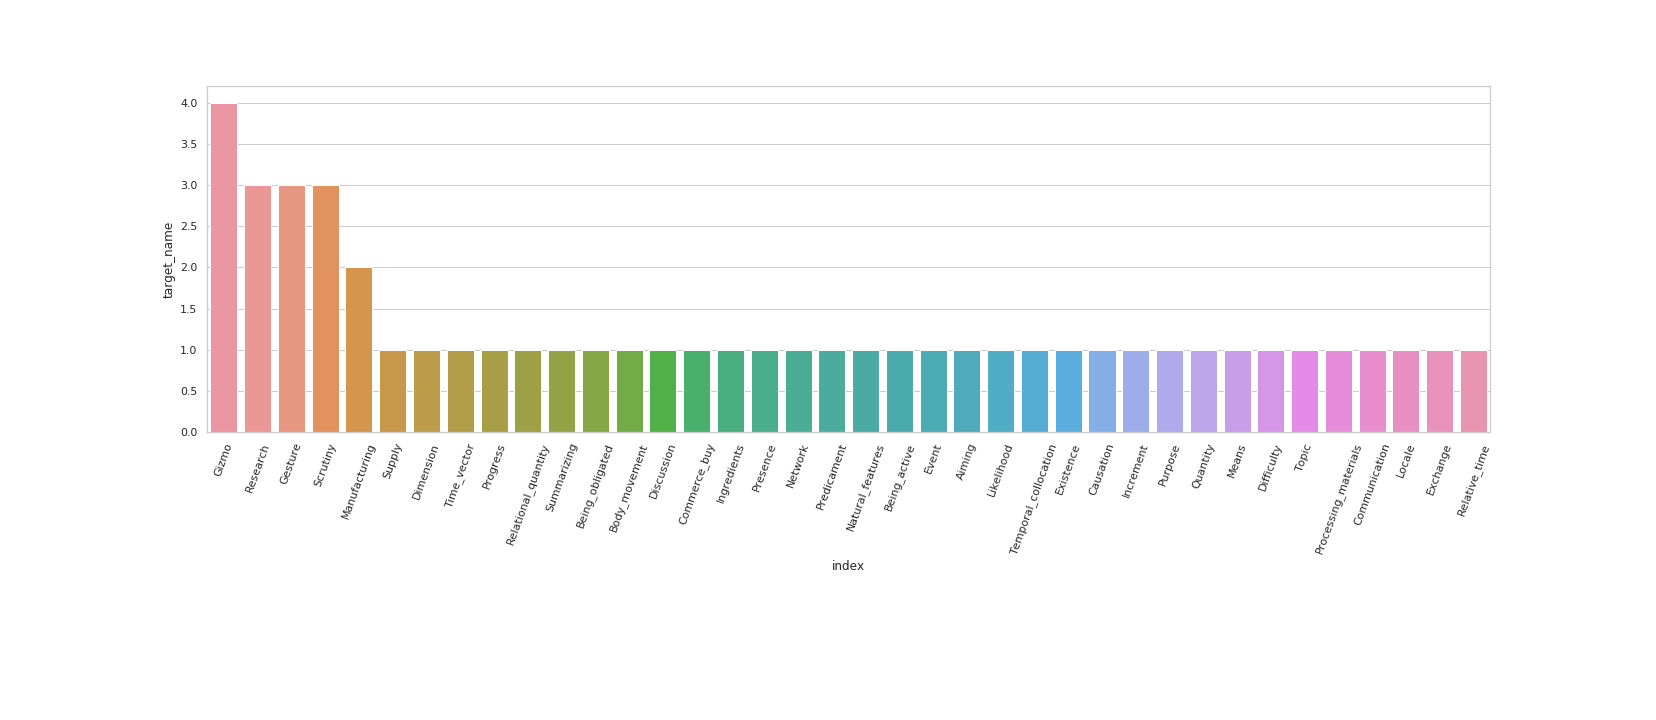 4.0
3.5
3.0
2.5
2.0
1.5
1.0
0.5
0.0
target_name
Gizmo
Research
Gesture
Scrutiny
Manufacturing
Supply
Dimension
Time_vector
Progress
Relational_quantity
Summarizing
Being_obligated
Body_movement
Discussion
Commerce_buy
Ingredients
Presence
Network
Predicament
Natural_features
Being_active
Event
Aiming
Likelihood
Temporal_collocation
Existence
Causation
Increment
Purpose
Quantity
Means
Difficulty
Topic
Processing_materials
Communication
Locale
Exchange
Relative_time
index